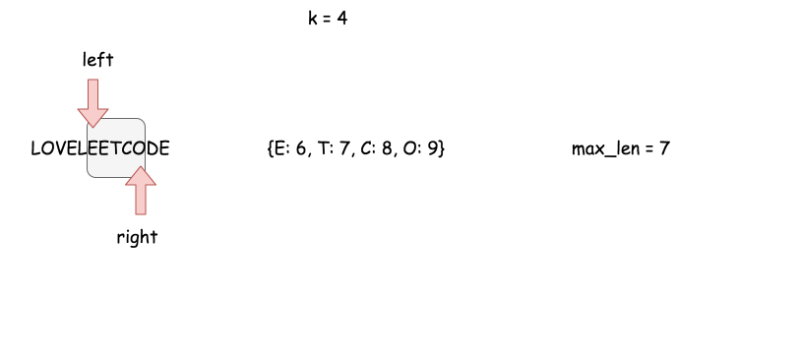 k = 4
left
LOVELEETCODE {E: 6, T: 7, C: 8, O: 9} max_len = 7
right